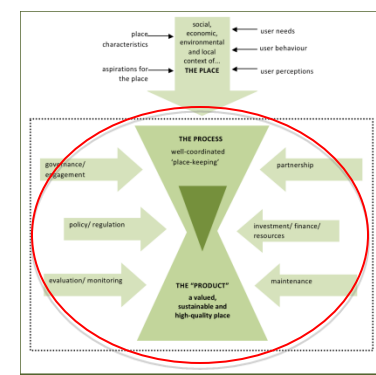 social,
economic,
environmental
and local
context of...
THE PLACE
place
characteristics
aspirations for
the place
user needs
user behaviour
user perceptions
THE PROCESS
well-coordinated
'place-keeping'
governance/
engagement
partnership
policy/ regulation
investment/ finance/
resources
evaluation/ monitoring
maintenance
THE "PRODUCT"
a valued,
sustainable and
high-quality place